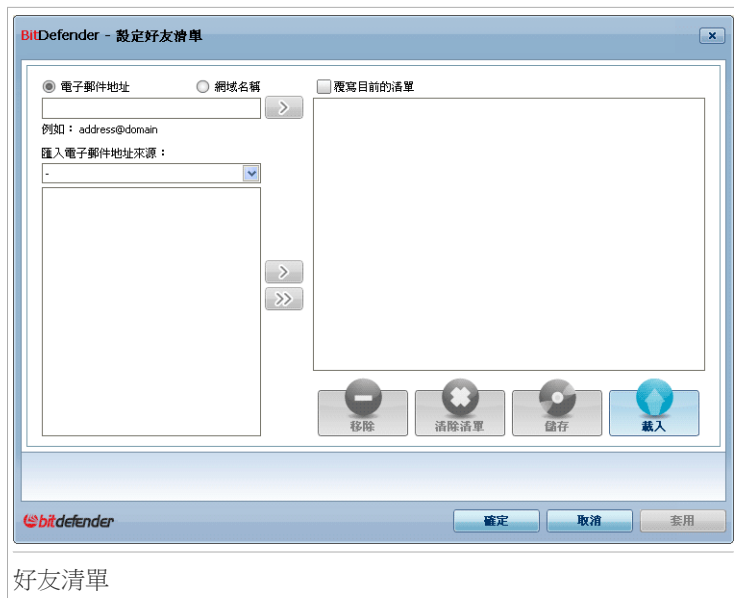 BitDefender - 設定好友清單
電子郵件地址 網域名稱
例如： address@domain
匯入電子郵件地址來源：
-
覆寫目前的清單
移除 清除清單 儲存 載入
bitdefender
確定 取消 套用
好友清單